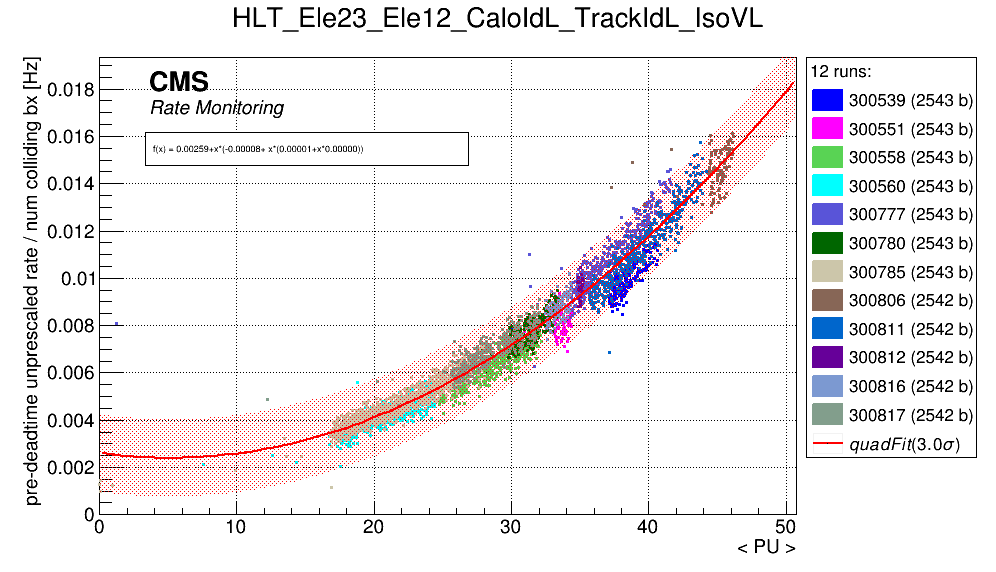 HLT_Ele23_Ele12_CaloIdL_TrackIdL_IsoVL
pre-deadtime unprescaled rate / num colliding bx [Hz]
CMS
Rate Monitoring
f(x) = 0.00259+x*(-0.00008+ x*(0.00001+x*0.00000))
0.018
0.016
0.014
0.012
0.01
0.008
0.006
0.004
0.002
0
0 10 20 30 40 50
< PU >
12 runs:
300539 (2543 b)
300551 (2543 b)
300558 (2543 b)
300560 (2543 b)
300777 (2543 b)
300780 (2543 b)
300785 (2543 b)
300806 (2542 b)
300811 (2542 b)
300812 (2542 b)
300816 (2542 b)
300817 (2542 b)
quadFit(3.0σ)